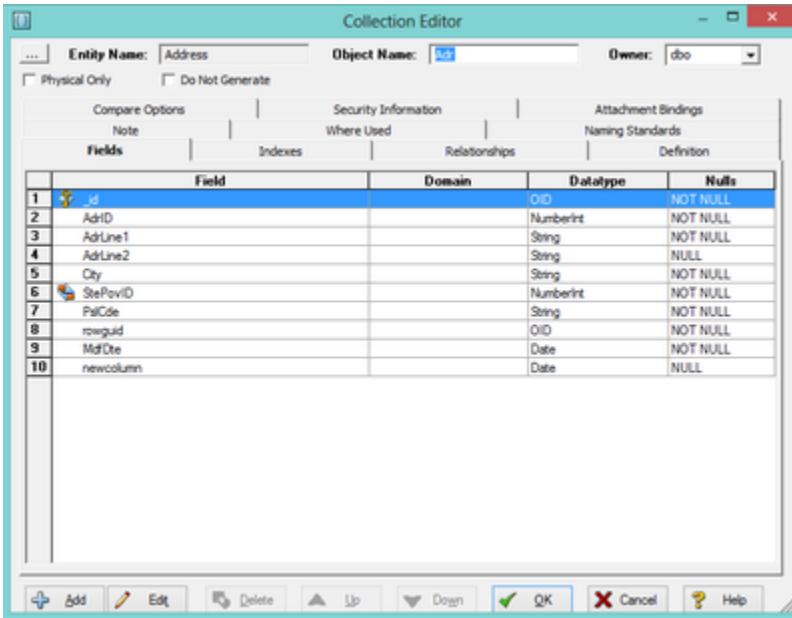 Collection Editor
... Entity Name: Address Object Name: Adr Owner: dbo
Physical Only Do Not Generate
Compare Options Security Information Attachment Bindings
Note Where Used Naming Standards
Fields Indexes Relationships Definition
Field Domain Datatype Nulls
1 _id OID NOT NULL
2 AdrID NumberInt NOT NULL
3 AdrLine1 String NOT NULL
4 AdrLine2 String NULL
5 City String NOT NULL
6 StePovID NumberInt NOT NULL
7 PslCde String NOT NULL
8 rowguid OID NOT NULL
9 MdfDte Date NOT NULL
10 newcolumn Date NULL
Add Edit Delete Up Down OK Cancel Help